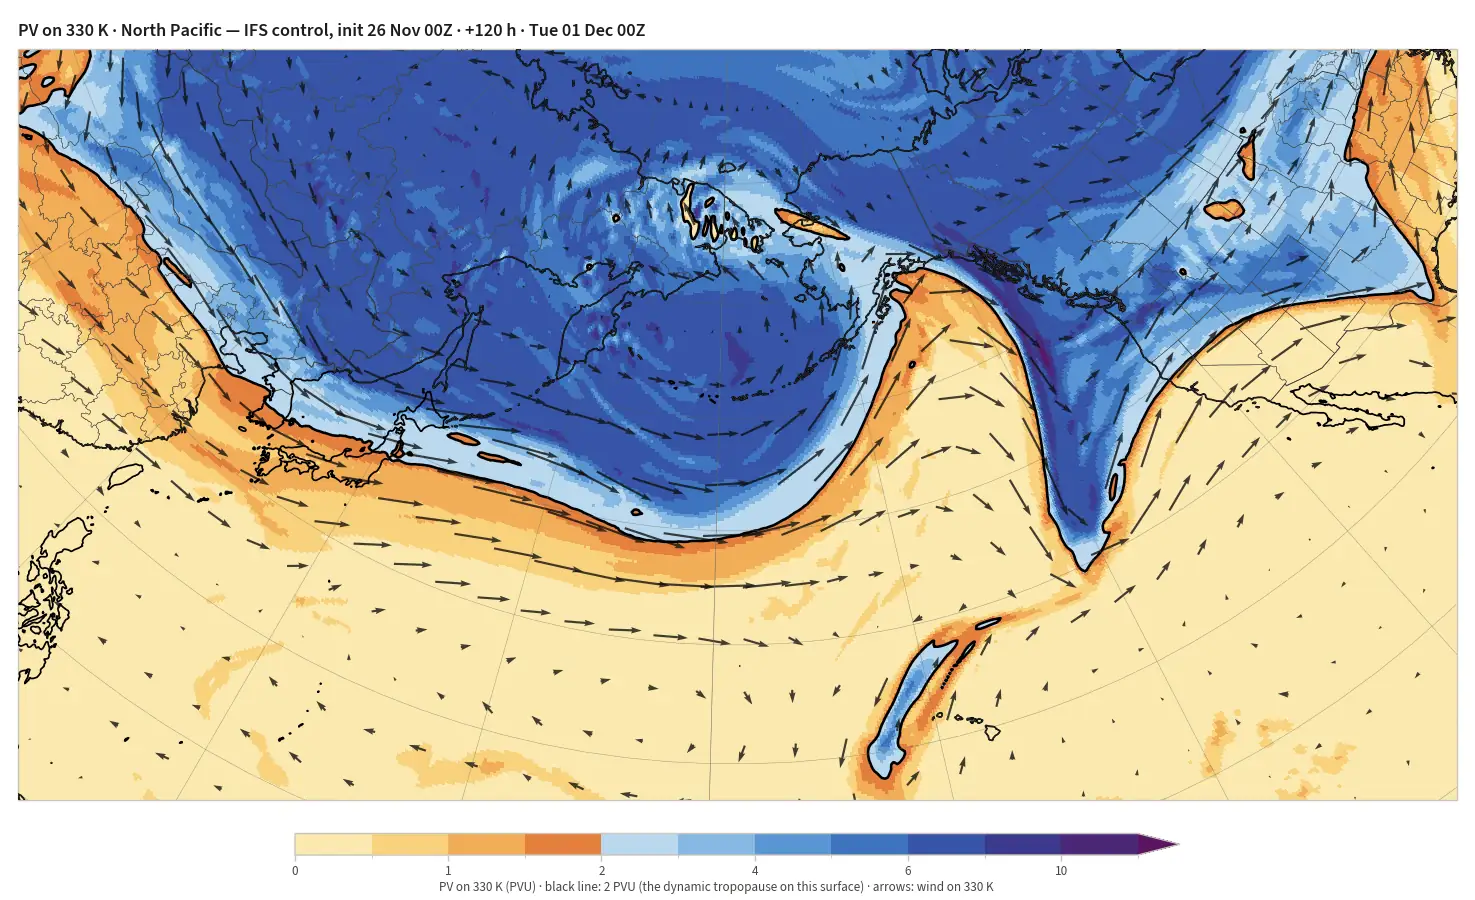 PV on 330 K · North Pacific — IFS control, init 26 Nov 00Z · +120 h · Tue 01 Dec 00Z
0 1 2 4 6 10
PV on 330 K (PVU) · black line: 2 PVU (the dynamic tropopause on this surface) · arrows: wind on 330 K